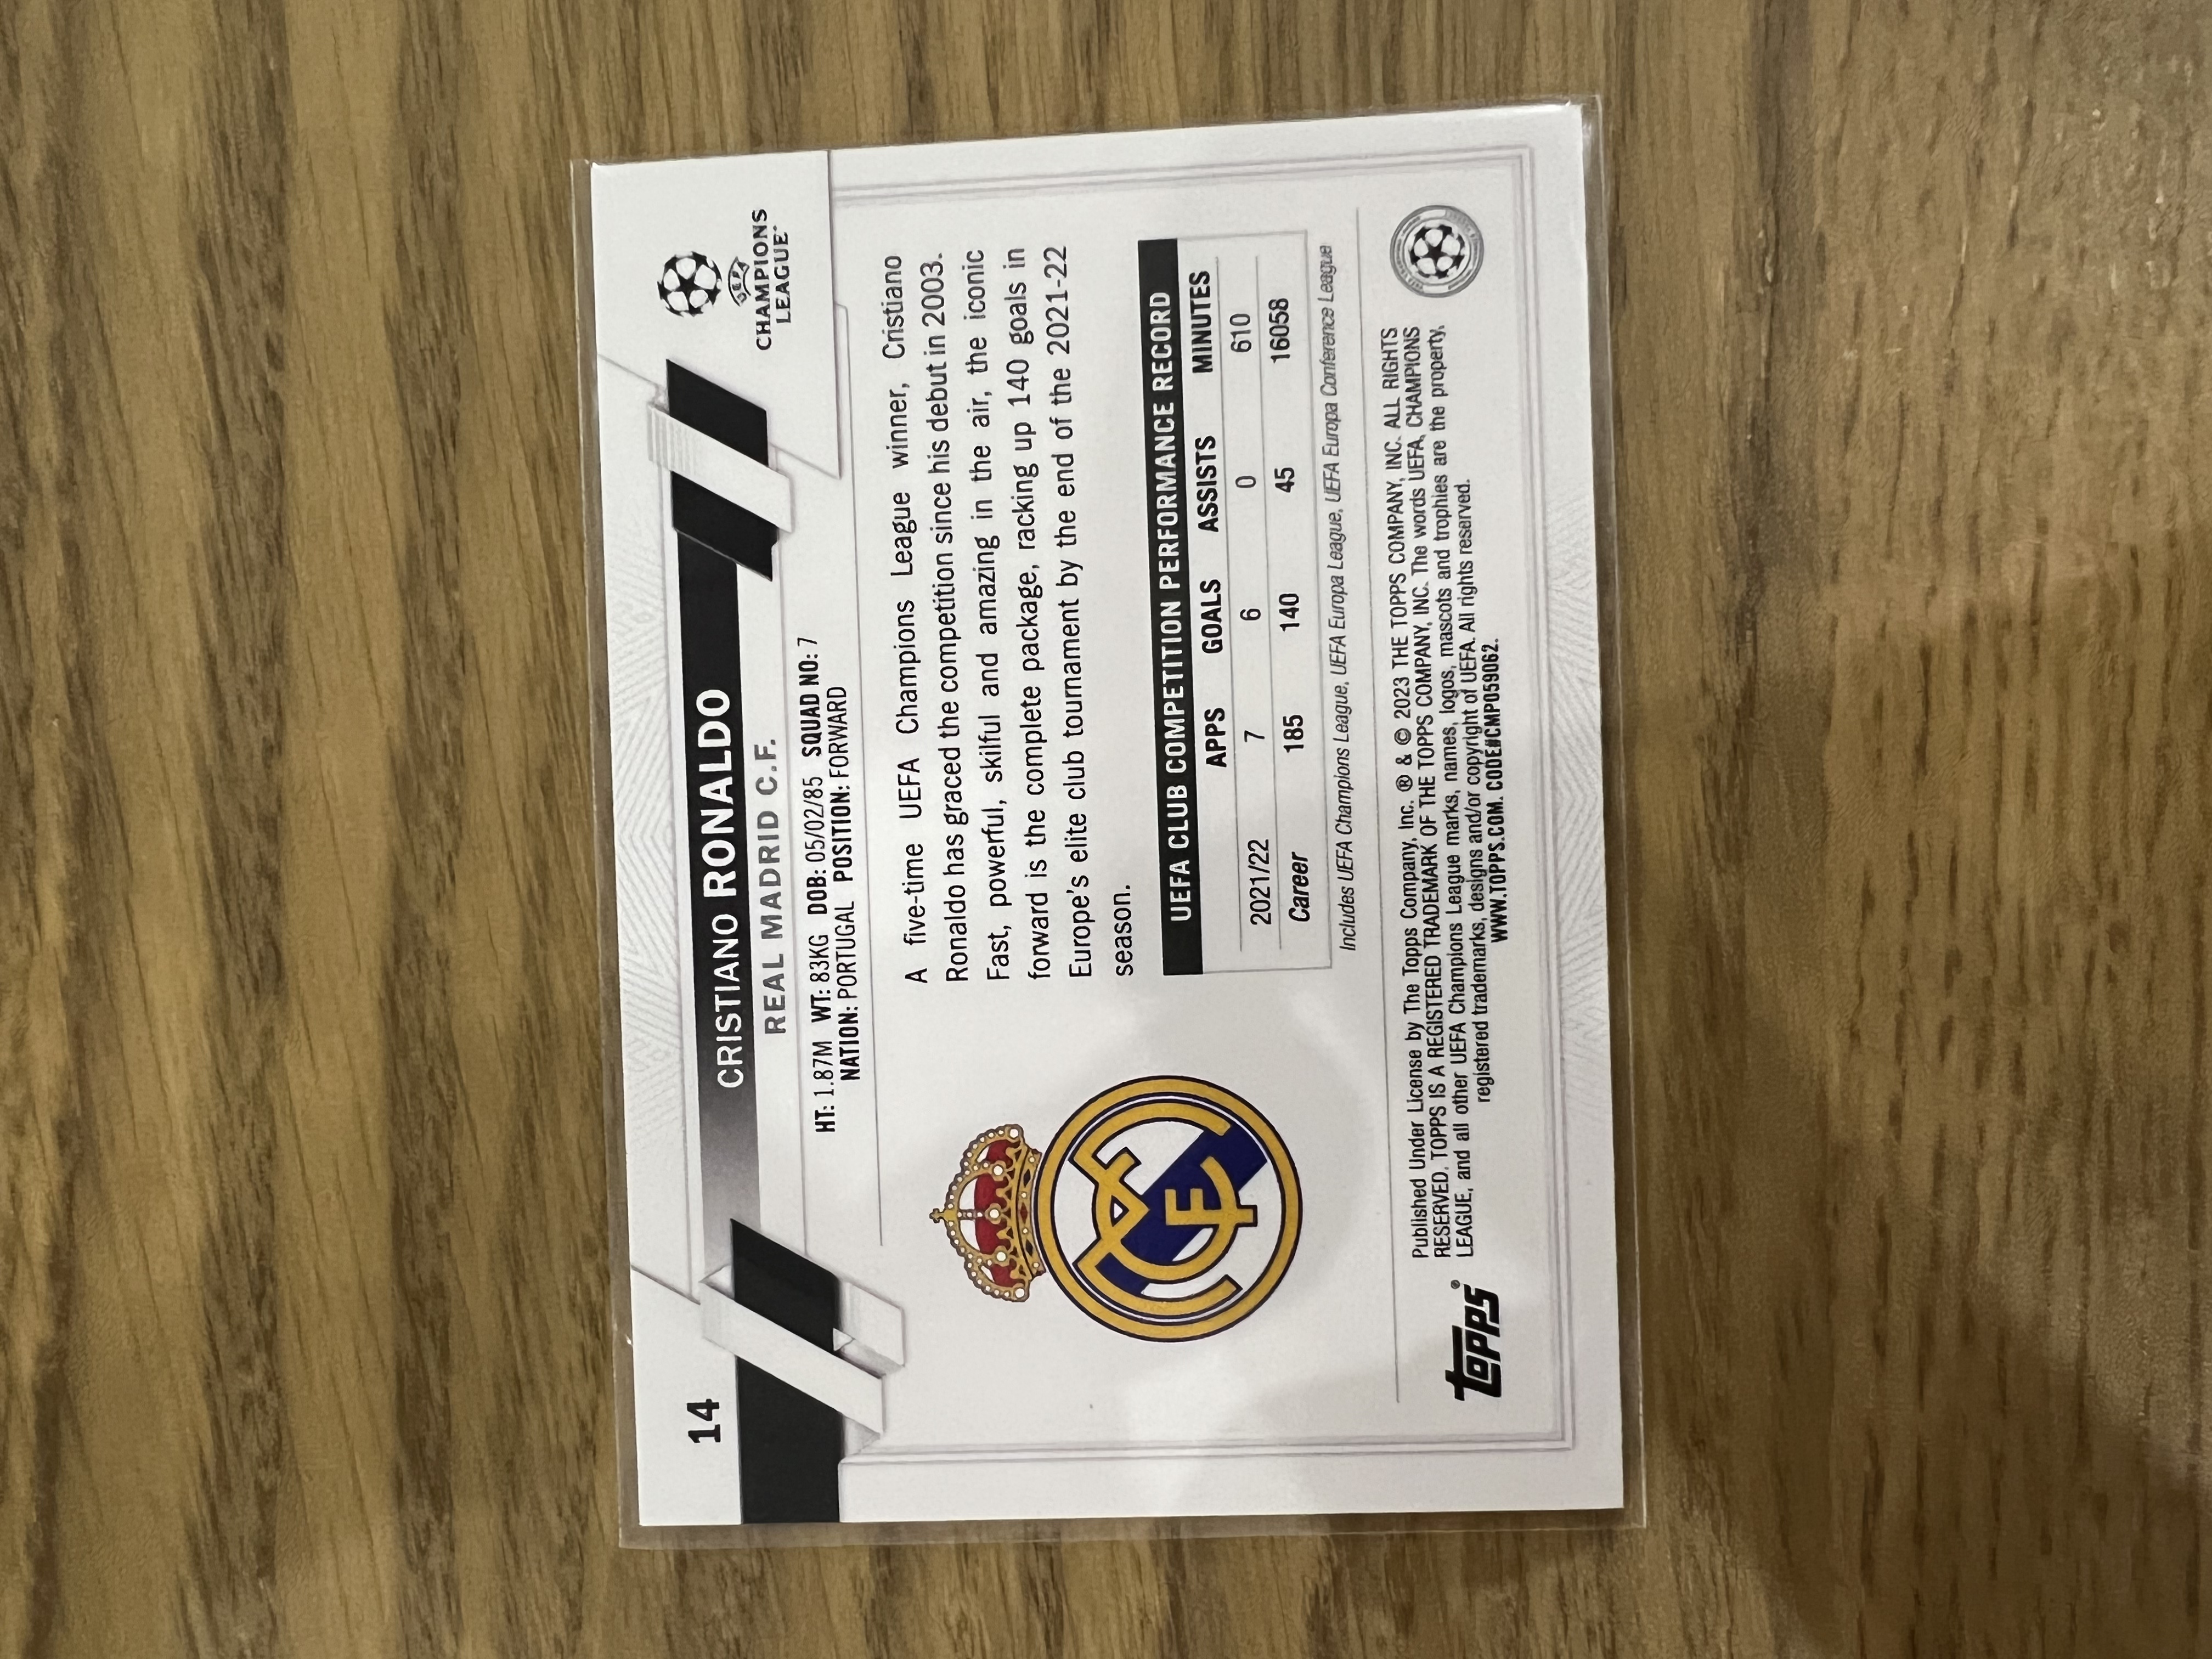 14
CRISTIANO RONALDO
REAL MADRID C.F.
HT: 1.87M WT: 83KG DOB: 05/02/85 SQUAD NO: 7
NATION: PORTUGAL POSITION: FORWARD
UEFA
CHAMPIONS
LEAGUE
A five-time UEFA Champions League winner, Cristiano
Ronaldo has graced the competition since his debut in 2003.
Fast, powerful, skilful and amazing in the air, the iconic
forward is the complete package, racking up 140 goals in
Europe's elite club tournament by the end of the 2021-22
season.
UEFA CLUB COMPETITION PERFORMANCE RECORD
APPS GOALS ASSISTS MINUTES
2021/22 7 6 0 610
Career 185 140 45 16058
Includes UEFA Champions League, UEFA Europa League, UEFA Europa Conference League
topps®
Published Under License by The Topps Company, Inc. ® & © 2023 THE TOPPS COMPANY, INC. ALL RIGHTS
RESERVED. TOPPS IS A REGISTERED TRADEMARK OF THE TOPPS COMPANY, INC. The words UEFA, CHAMPIONS
LEAGUE, and all other UEFA Champions League marks, names, logos, mascots and trophies are the property,
registered trademarks, designs and/or copyright of UEFA. All rights reserved.
WWW.TOPPS.COM. CODE#CMP059062.